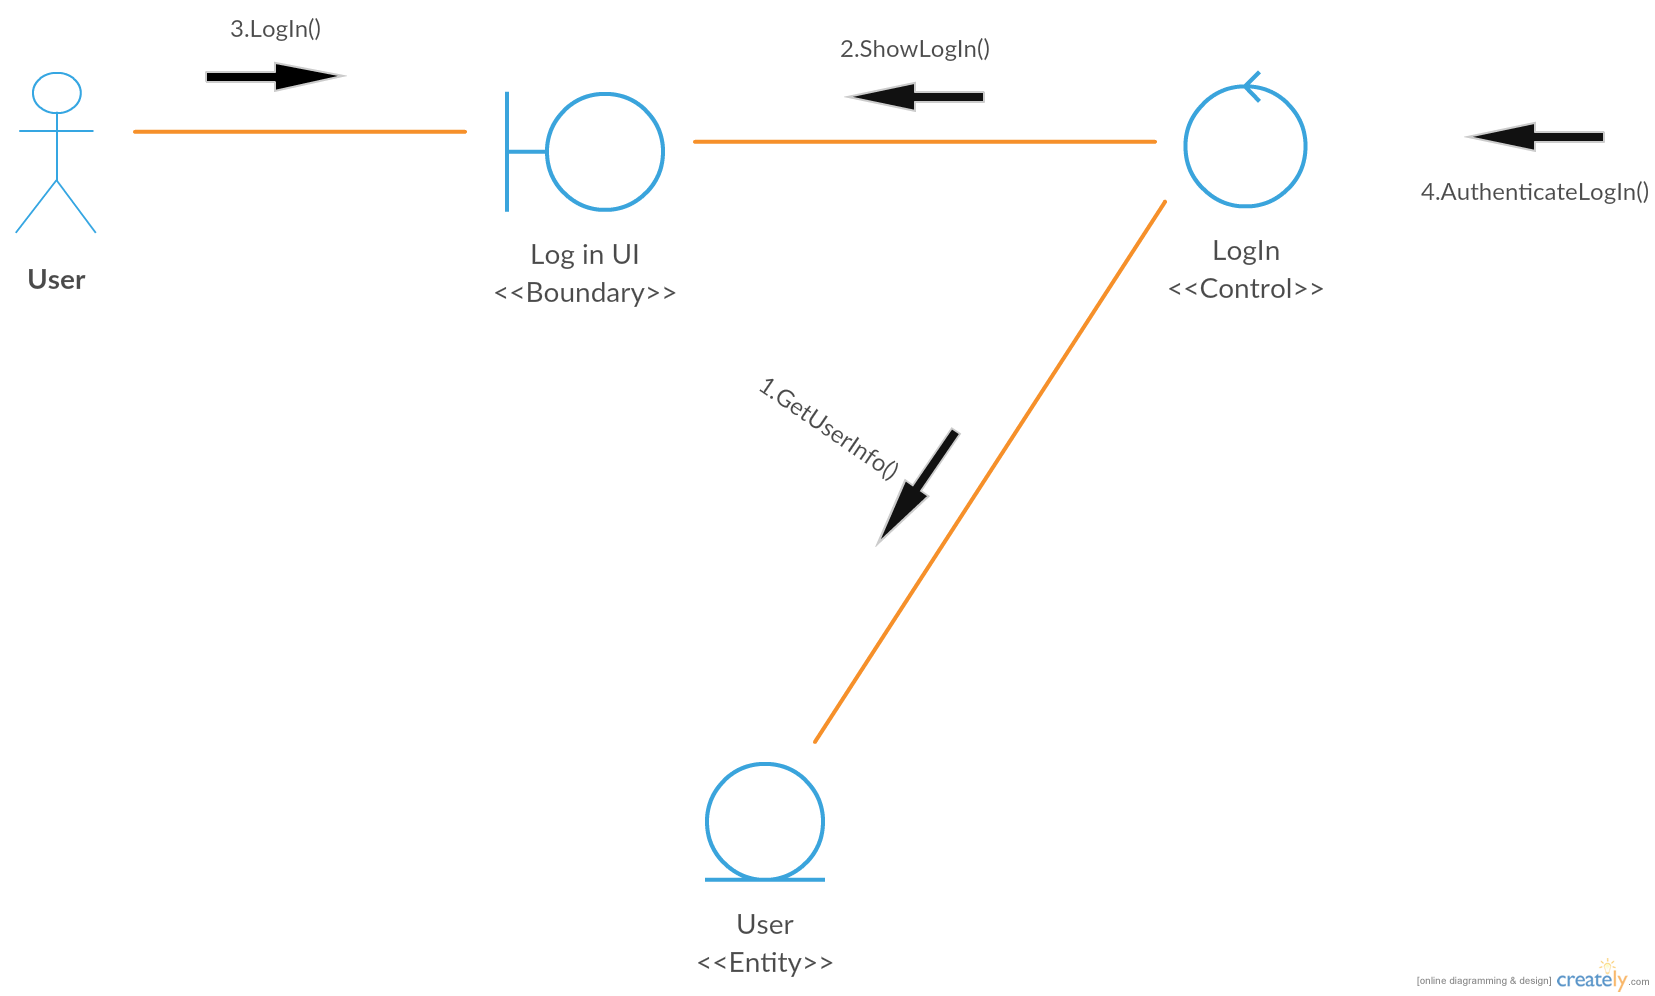 3.LogIn()
2.ShowLogIn()
4.AuthenticateLogIn()
User
Log in UI
<<Boundary>>
LogIn
<<Control>>
1.GetUserInfo()
User
<<Entity>>
[online diagramming & design] creately.com